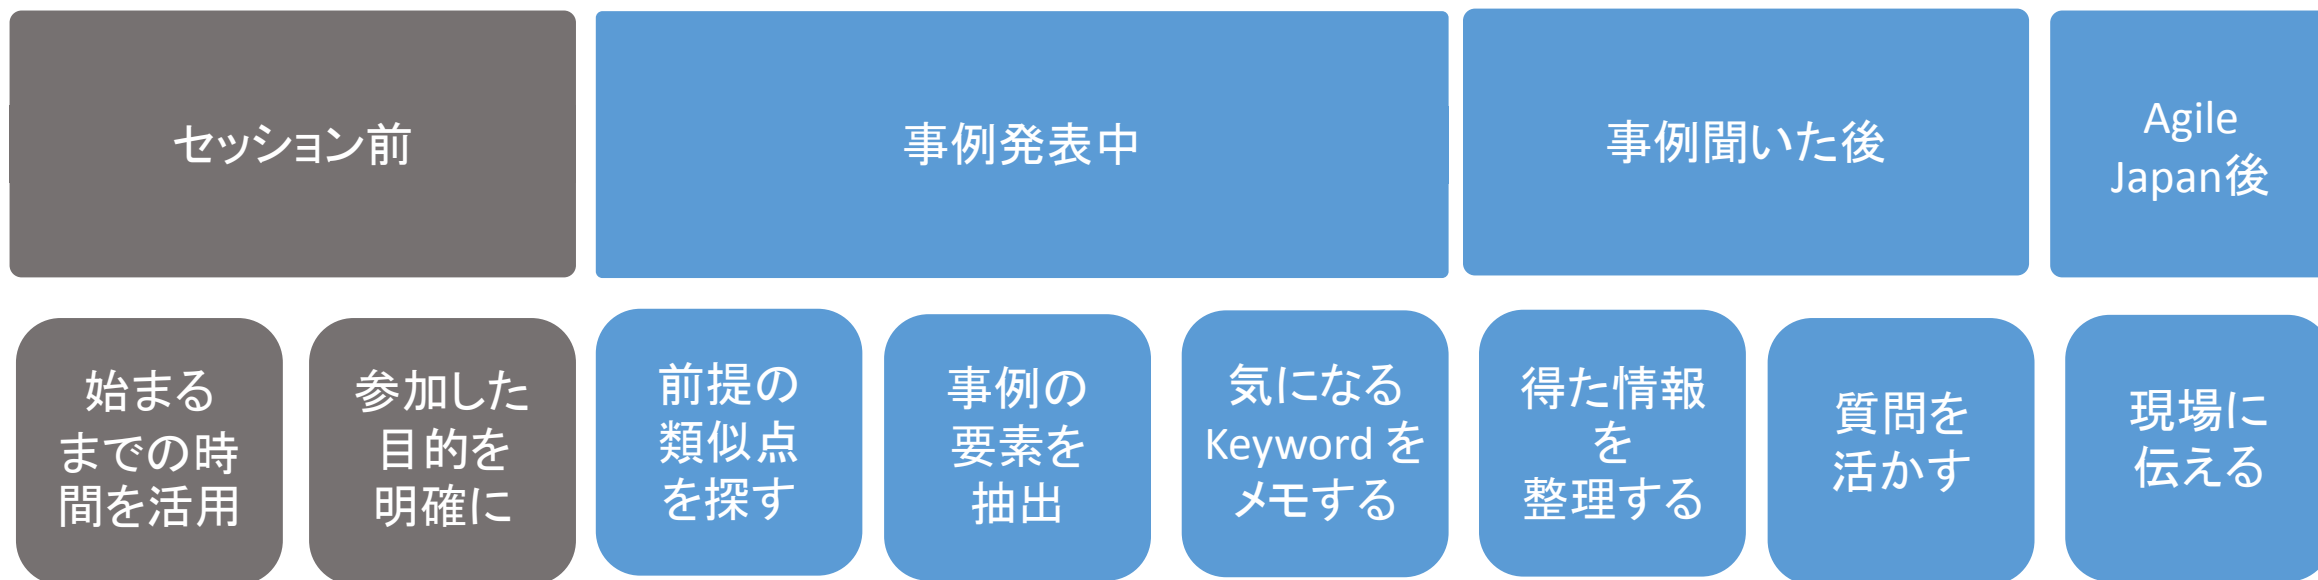 セッション前
事例発表中
事例聞いた後
Agile
Japan後
始まる
までの時
間を活用
参加した
目的を
明確に
前提の
類似点
を探す
事例の
要素を
抽出
気になる
Keyword を
メモする
得た情報
を
整理する
質問を
活かす
現場に
伝える